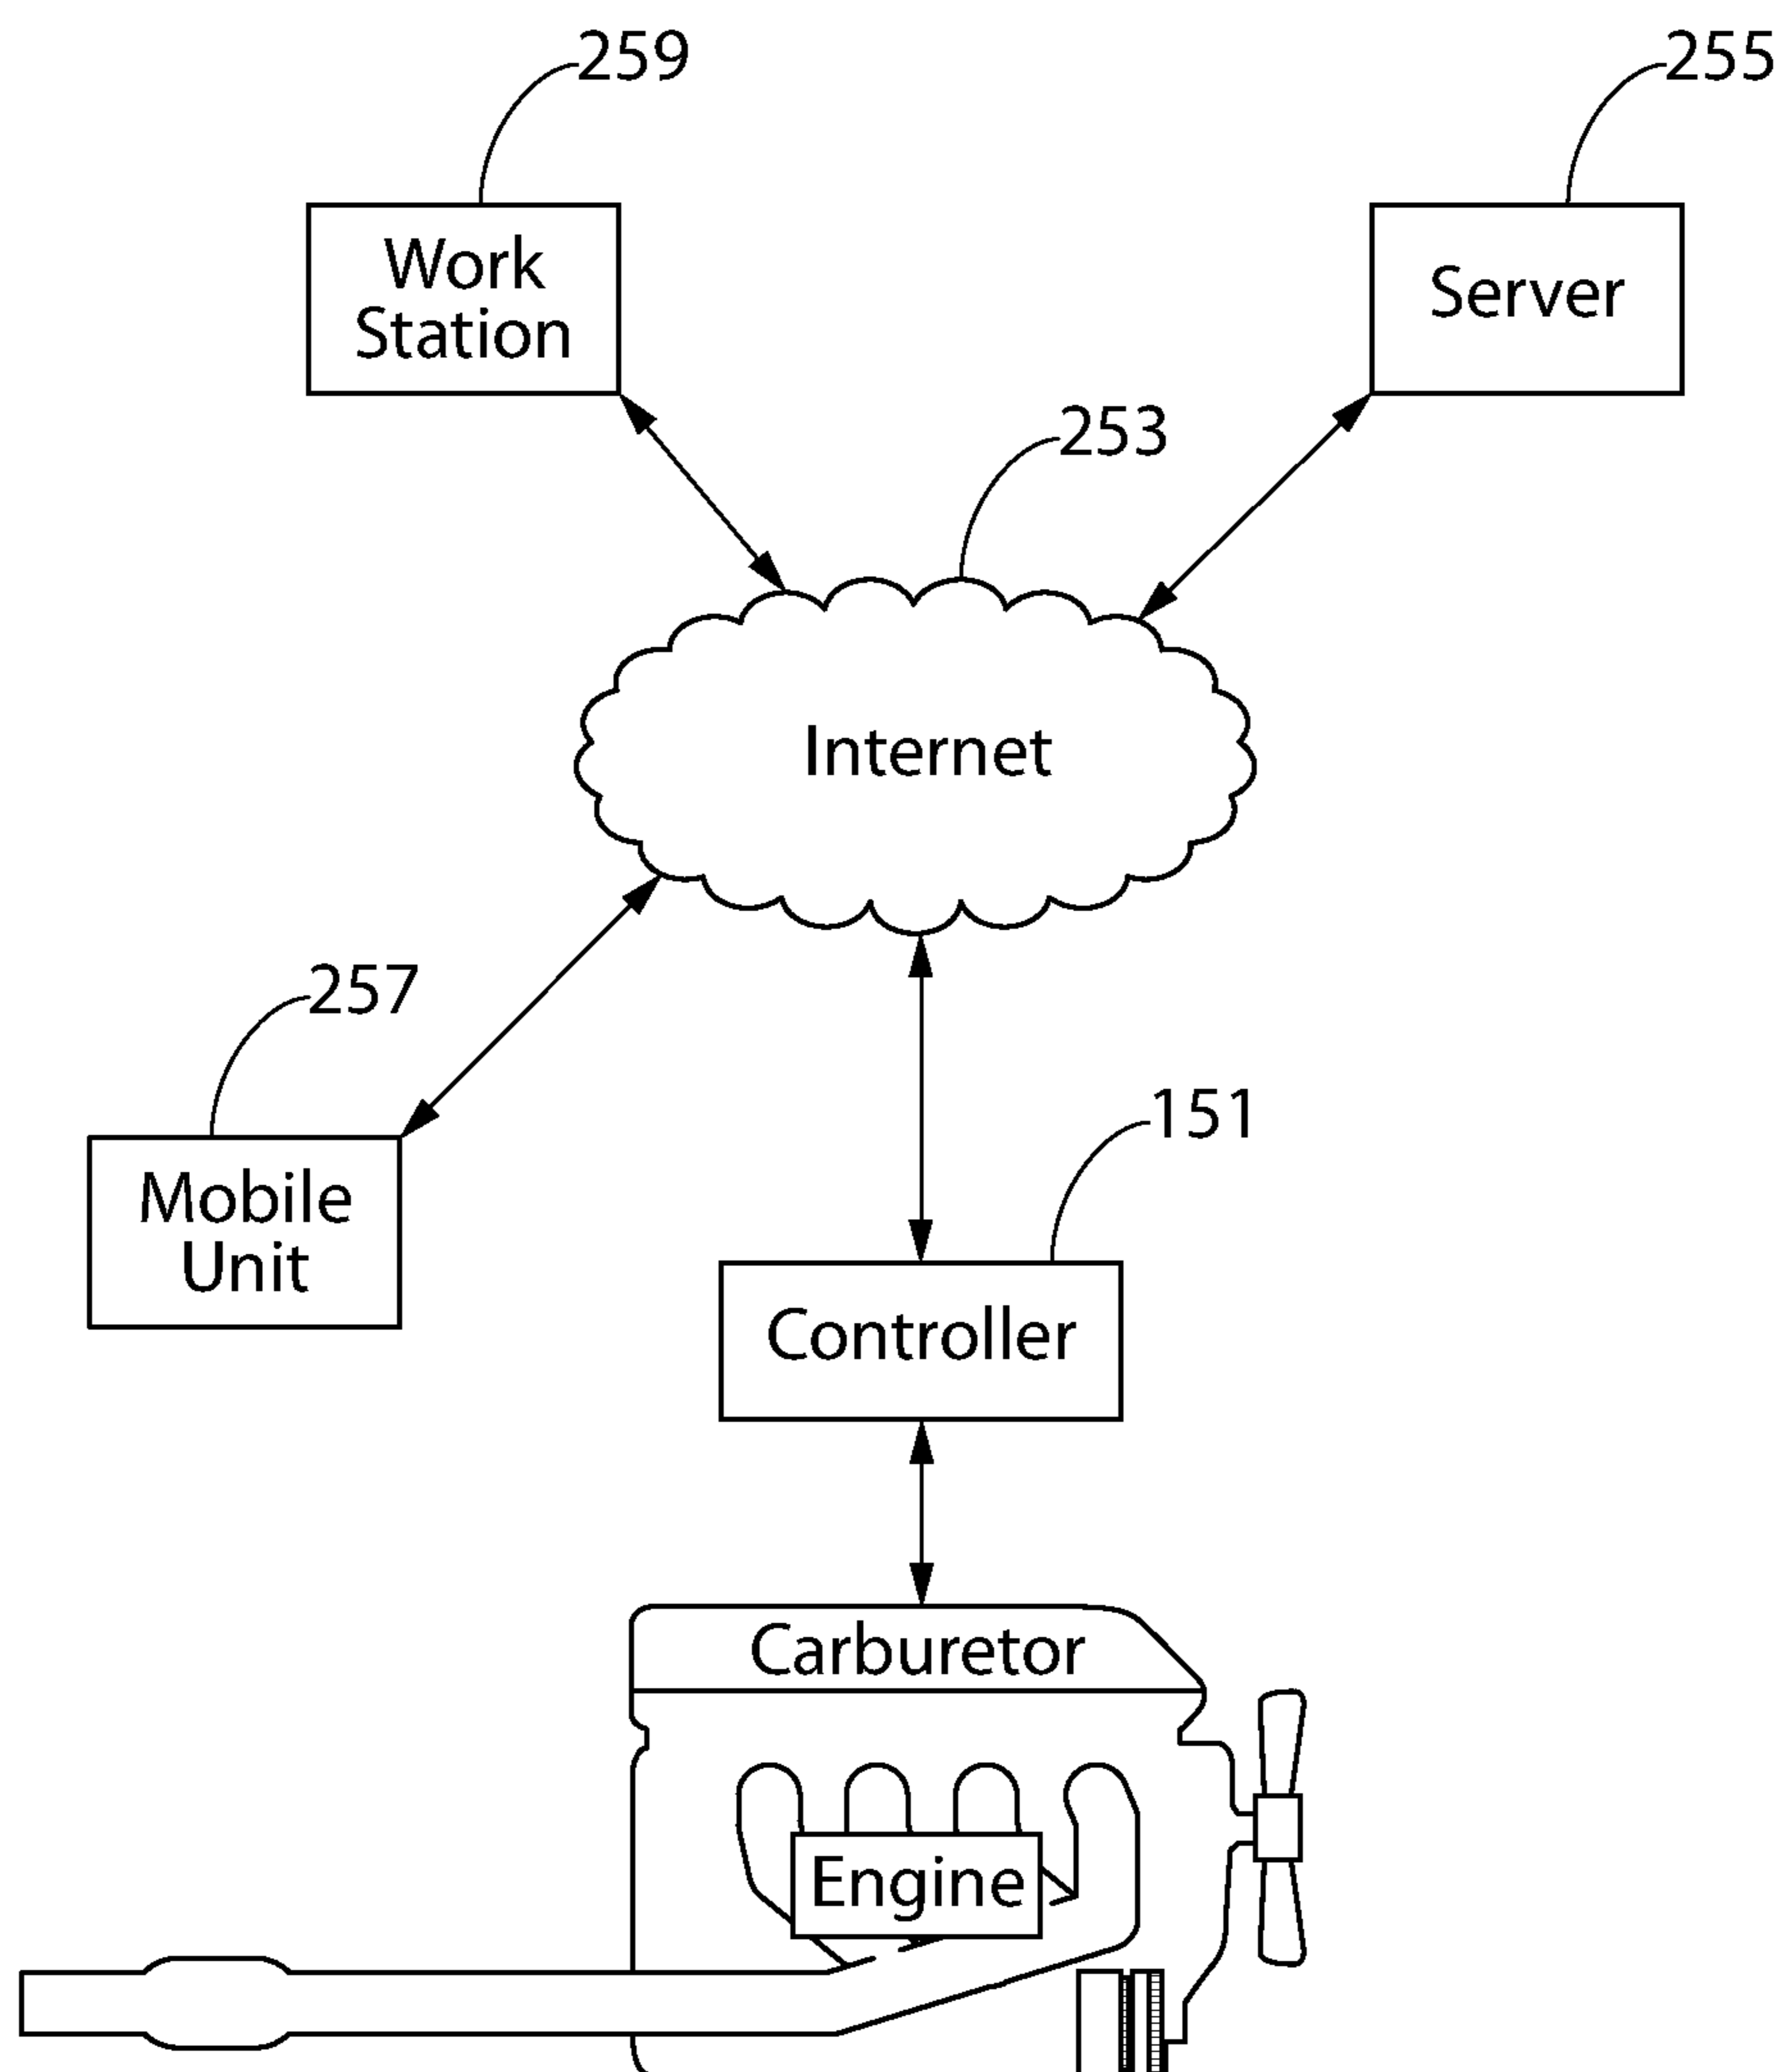 259
255
Work
Station
Server
253
Internet
257
151
Mobile
Unit
Controller
Carburetor
Engine